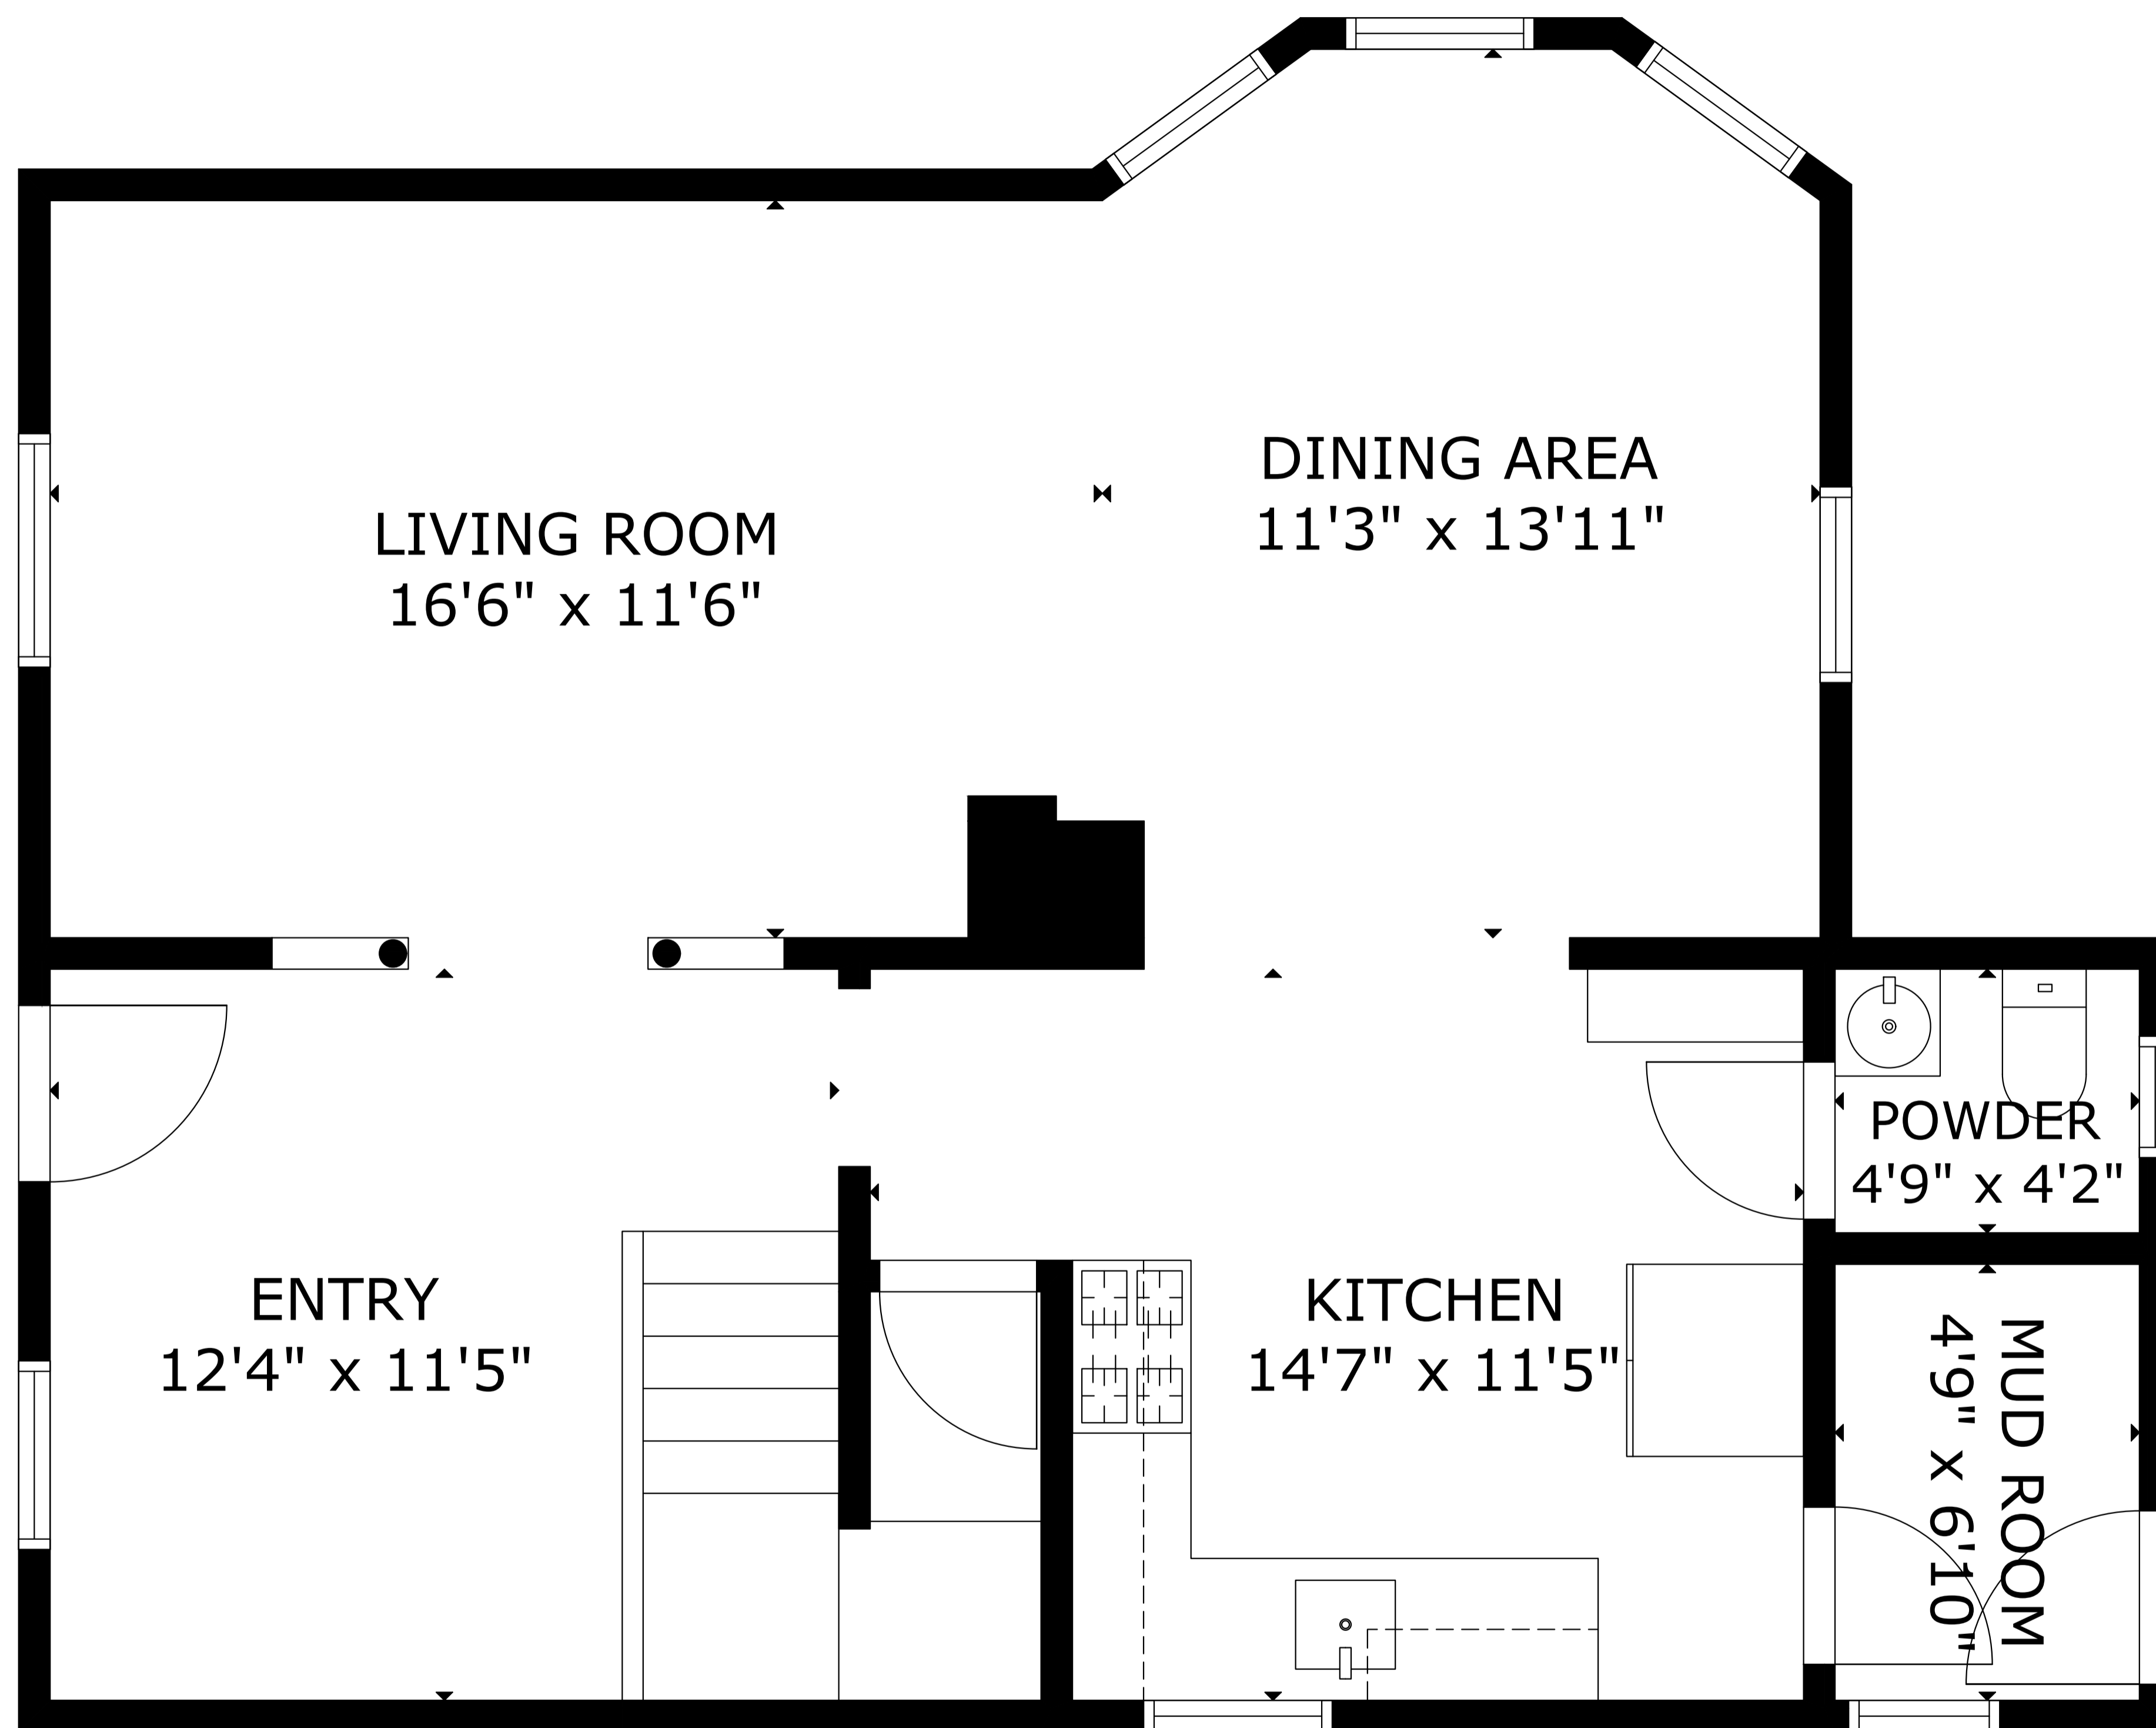 DINING AREA
11'3" x 13'11"
LIVING ROOM
16'6" x 11'6"
POWDER
4'9" x 4'2"
ENTRY
12'4" x 11'5"
KITCHEN
14'7" x 11'5"
MUD ROOM
4'9" x 6'10"